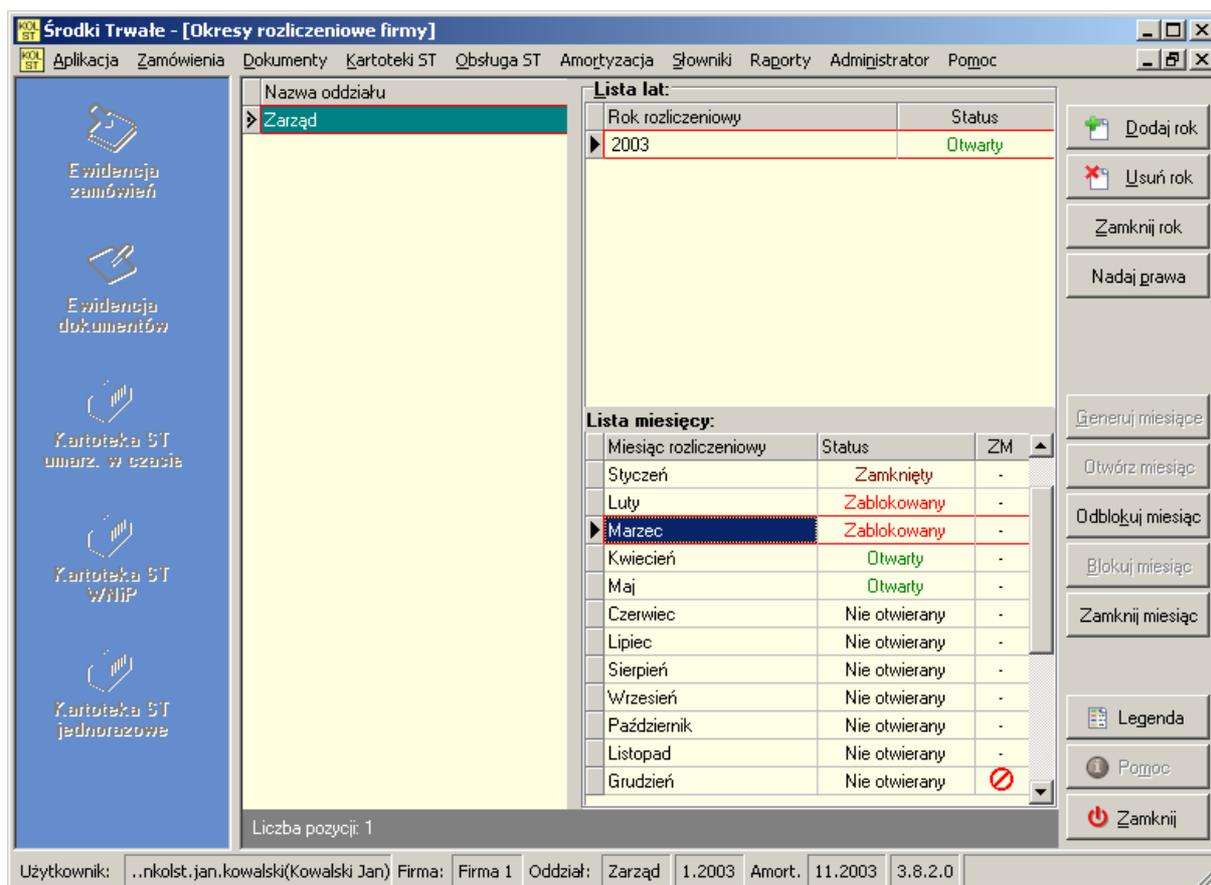 KOL ST Środki Trwałe - [Okresy rozliczeniowe firmy]
KOL ST Aplikacja Zamówienia Dokumenty Kartoteki ST Obsługa ST Amortyzacja Słowniki Raporty Administrator Pomoc
Ewidencja
zamówień
Ewidencja
dokumentów
Kartoteka ST
umarz. w czasie
Kartoteka ST
WNiP
Kartoteka ST
jednorazowe
Nazwa oddziału
Zarząd
Liczba pozycji: 1
Lista lat:
Rok rozliczeniowy Status
2003 Otwarty
Lista miesięcy:
Miesiąc rozliczeniowy Status ZM
Styczeń Zamknięty -
Luty Zablokowany -
Marzec Zablokowany -
Kwiecień Otwarty -
Maj Otwarty -
Czerwiec Nie otwierany -
Lipiec Nie otwierany -
Sierpień Nie otwierany -
Wrzesień Nie otwierany -
Październik Nie otwierany -
Listopad Nie otwierany -
Grudzień Nie otwierany
Dodaj rok
Usuń rok
Zamknij rok
Nadaj prawa
Generuj miesiące
Otwórz miesiąc
Odblokuj miesiąc
Blokuj miesiąc
Zamknij miesiąc
Legenda
Pomoc
Zamknij
Użytkownik: ..nkolst.jan.kowalski(Kowalski Jan) Firma: Firma 1 Oddział: Zarząd 1.2003 Amort. 11.2003 3.8.2.0